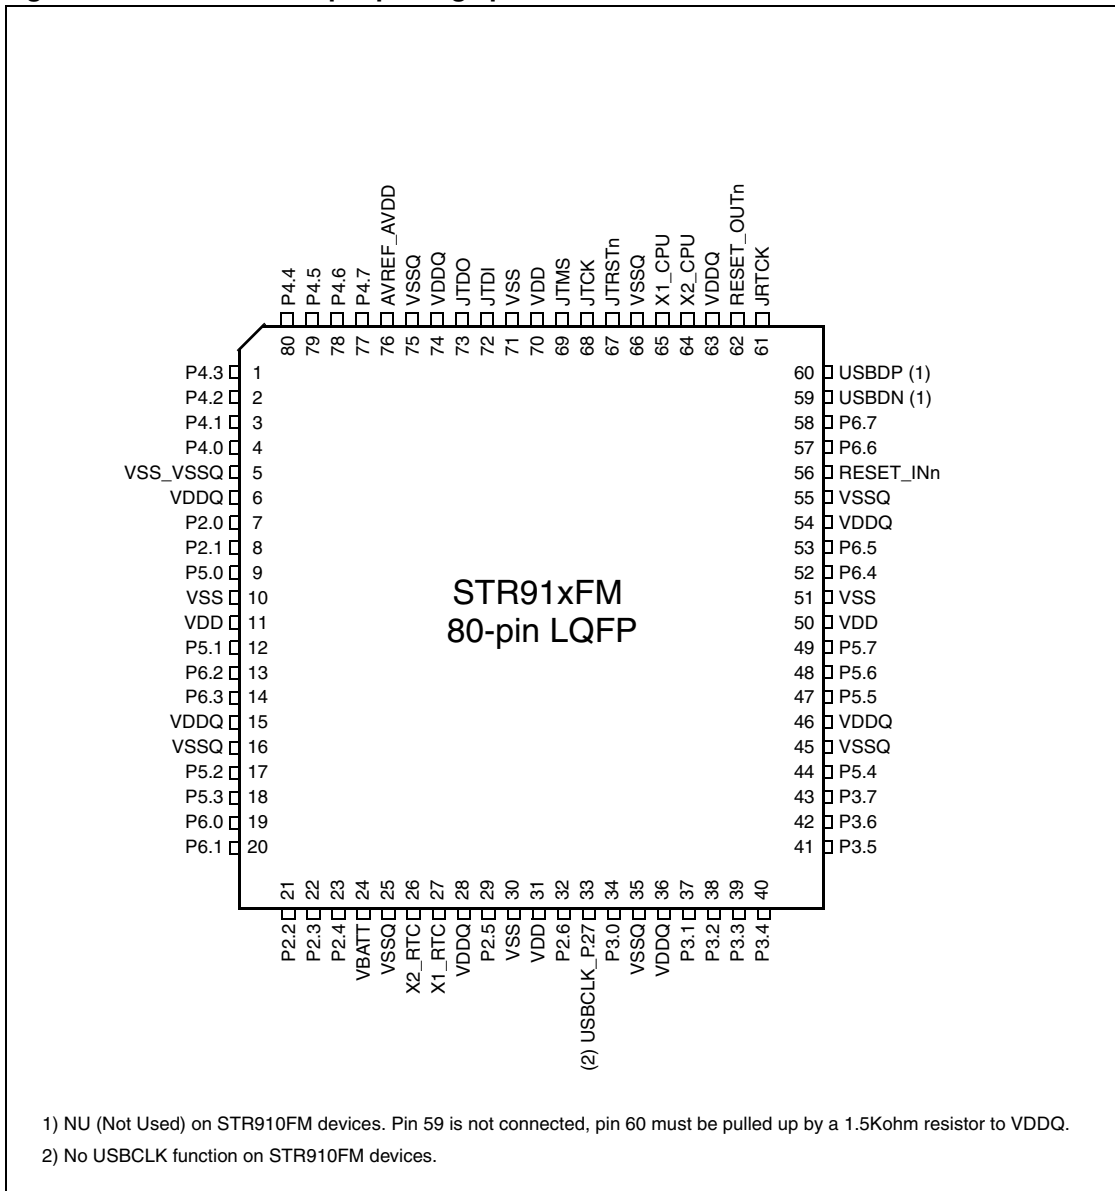 P4.4
P4.5
P4.6
P4.7
AVREF_AVDD
VSSQ
VDDQ
JTDO
JTDI
VSS
VDD
JTMS
JTCK
JTRSTn
VSSQ
X1_CPU
X2_CPU
VDDQ
RESET_OUTn
JRTCK
80
79
78
77
76
75
74
73
72
71
70
69
68
67
66
65
64
63
62
61
P4.3 1
P4.2 2
P4.1 3
P4.0 4
VSS_VSSQ 5
VDDQ 6
P2.0 7
P2.1 8
P5.0 9
VSS 10
VDD 11
P5.1 12
P6.2 13
P6.3 14
VDDQ 15
VSSQ 16
P5.2 17
P5.3 18
P6.0 19
P6.1 20
STR91xFM
80-pin LQFP
60 USBDP (1)
59 USBDN (1)
58 P6.7
57 P6.6
56 RESET_INn
55 VSSQ
54 VDDQ
53 P6.5
52 P6.4
51 VSS
50 VDD
49 P5.7
48 P5.6
47 P5.5
46 VDDQ
45 VSSQ
44 P5.4
43 P3.7
42 P3.6
41 P3.5
21
22
23
24
25
26
27
28
29
30
31
32
33
34
35
36
37
38
39
40
P2.2
P2.3
P2.4
VBATT
VSSQ
X2_RTC
X1_RTC
VDDQ
P2.5
VSS
VDD
P2.6
(2) USBCLK_P.27
P3.0
VSSQ
VDDQ
P3.1
P3.2
P3.3
P3.4
1) NU (Not Used) on STR910FM devices. Pin 59 is not connected, pin 60 must be pulled up by a 1.5Kohm resistor to VDDQ.
2) No USBCLK function on STR910FM devices.